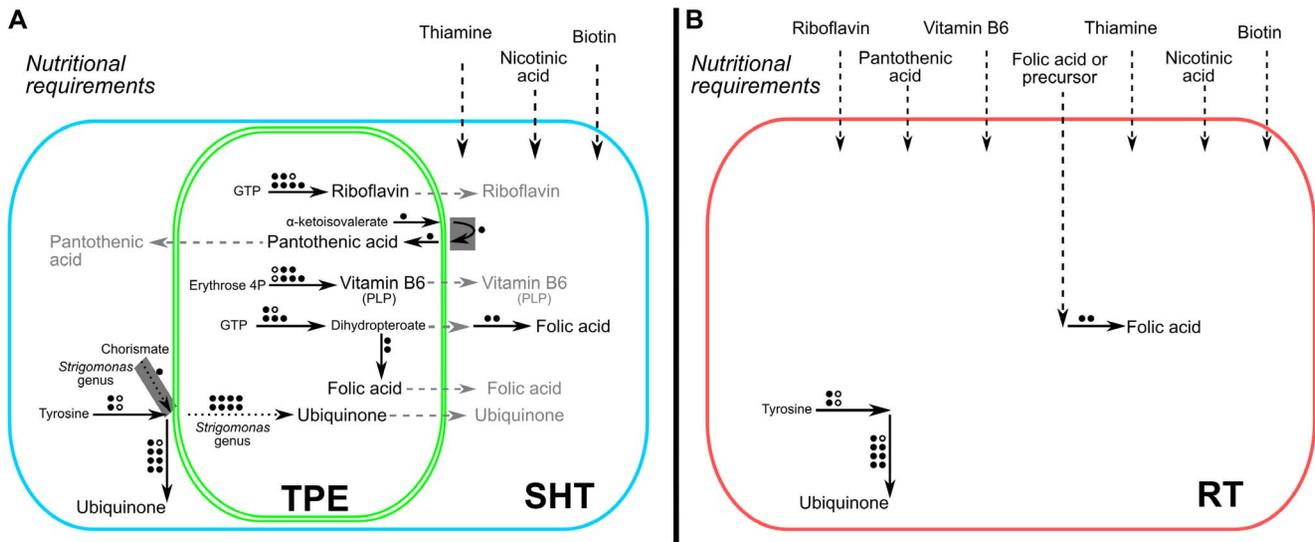 A
Nutritional
requirements
Thiamine
Nicotinic
acid
Biotin
GTP
Riboflavin
Riboflavin
α-ketoisovalerate
Pantothenic acid
Pantothenic
acid
Erythrose 4P
Vitamin B6
(PLP)
Vitamin B6
(PLP)
GTP
Dihydropteroate
Folic acid
Chorismate
Strigomonas
genus
Folic acid
Folic acid
Tyrosine
Strigomonas
genus
Ubiquinone
Ubiquinone
Ubiquinone
TPE
SHT
B
Nutritional
requirements
Riboflavin
Pantothenic
acid
Vitamin B6
Folic acid or
precursor
Thiamine
Nicotinic
acid
Biotin
Folic acid
Tyrosine
Ubiquinone
RT